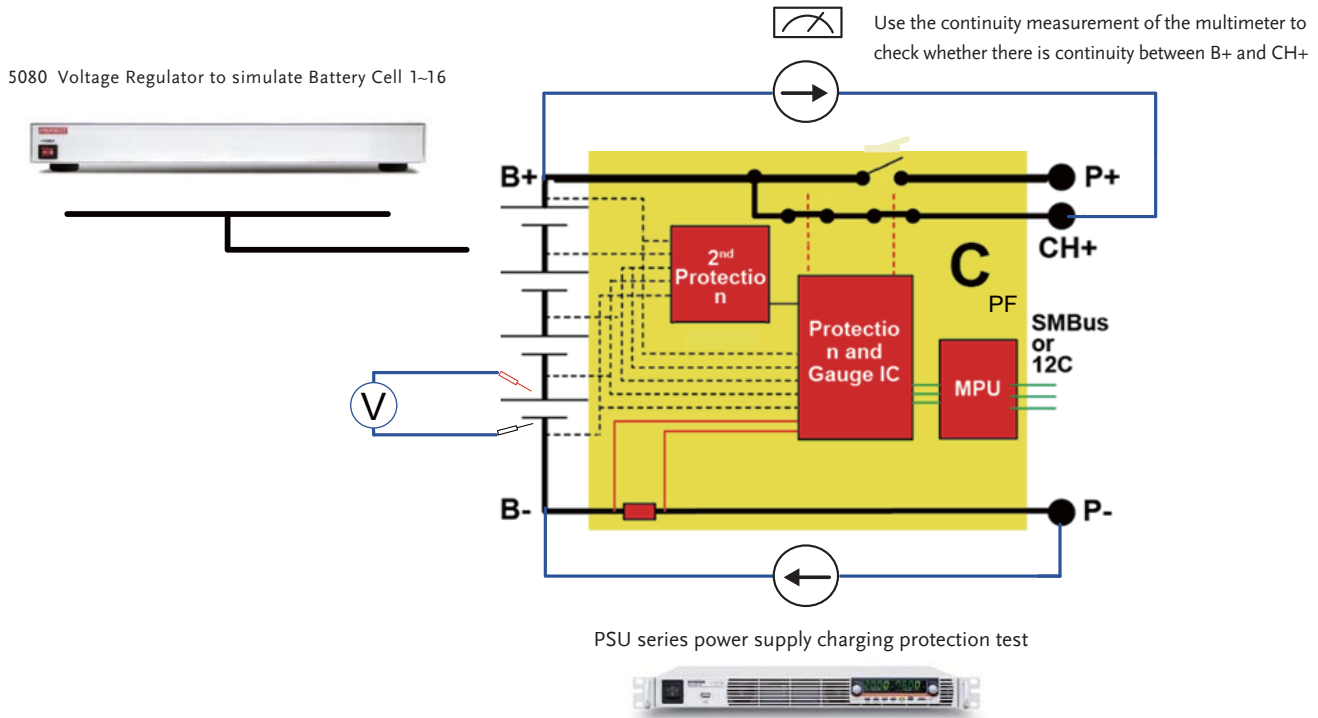 Use the continuity measurement of the multimeter to
check whether there is continuity between B+ and CH+
5080 Voltage Regulator to simulate Battery Cell 1~16
B+
P+
CH+
2nd
Protectio
n
C
PF
Protectio
n and
Gauge IC
MPU
SMBus
or
12C
V
B-
P-
PSU series power supply charging protection test